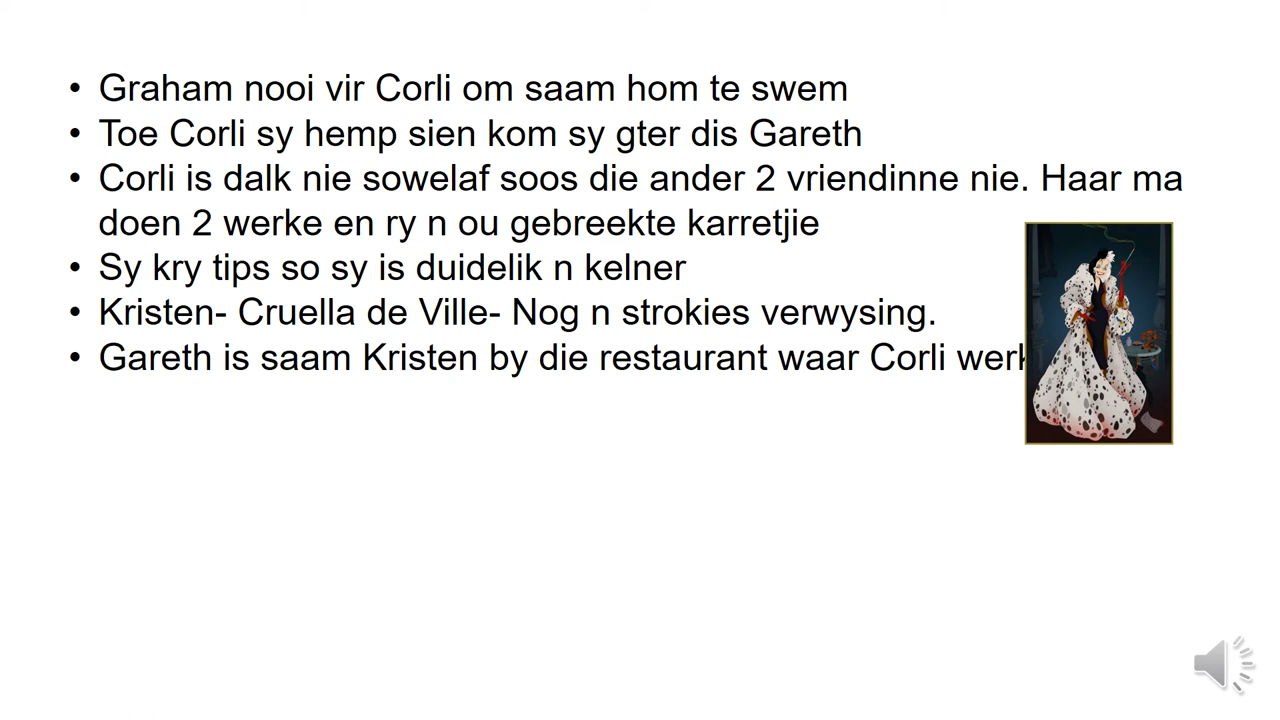 • Graham nooi vir Corli om saam hom te swem
• Toe Corli sy hemp sien kom sy gter dis Gareth
• Corli is dalk nie sowelaf soos die ander 2 vriendinne nie. Haar ma
doen 2 werke en ry n ou gebreekte karretjie
• Sy kry tips so sy is duidelik n kelner
• Kristen- Cruella de Ville- Nog n strokies verwysing.
• Gareth is saam Kristen by die restaurant waar Corli werk